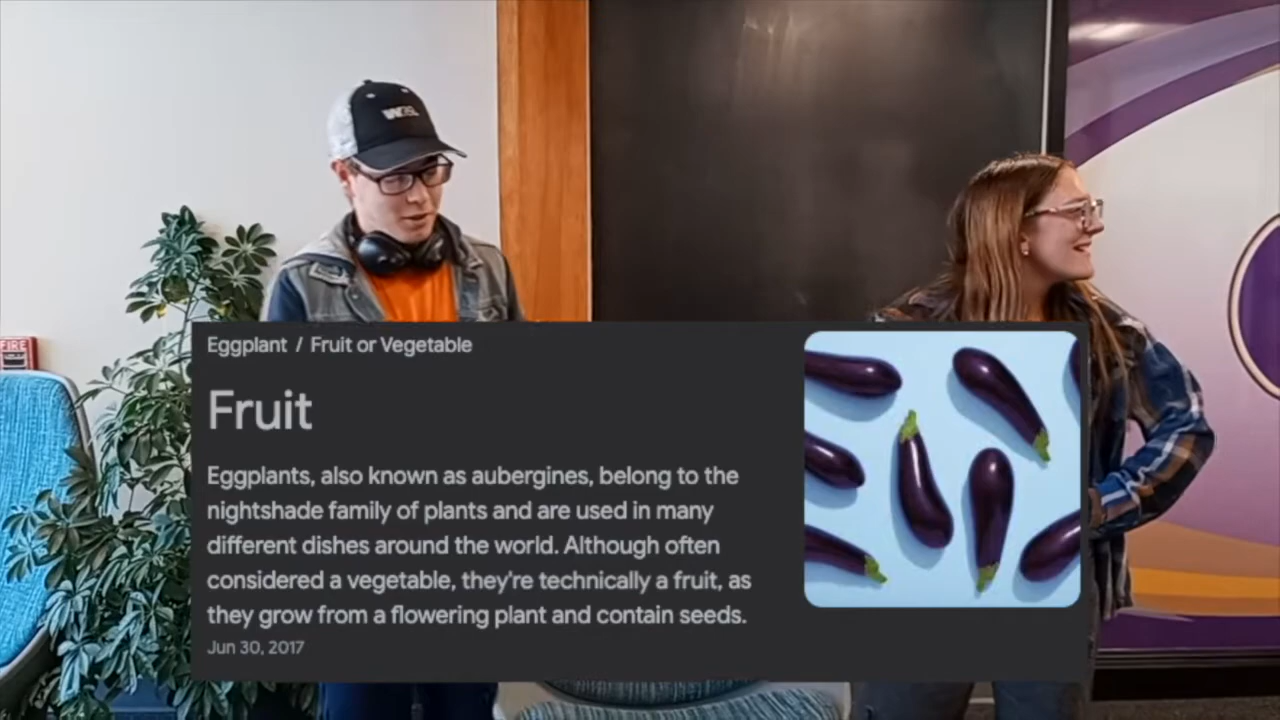 FIRE
Eggplant / Fruit or Vegetable
Fruit
Eggplants, also known as aubergines, belong to the
nightshade family of plants and are used in many
different dishes around the world. Although often
considered a vegetable, they're technically a fruit, as
they grow from a flowering plant and contain seeds.
Jun 30, 2017